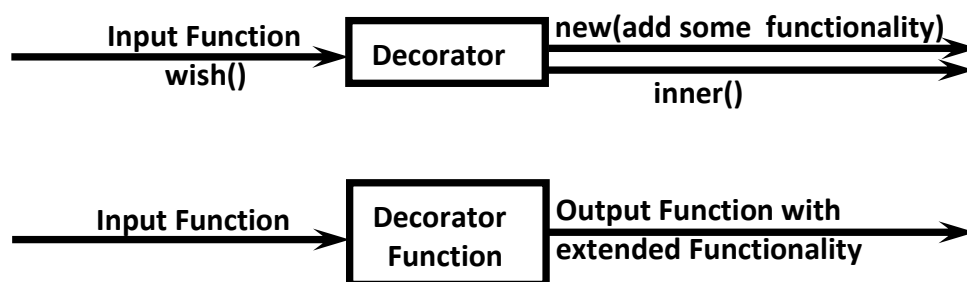 Input Function
wish()
Decorator
new(add some functionality)
inner()
Input Function
Decorator
Function
Output Function with
extended Functionality